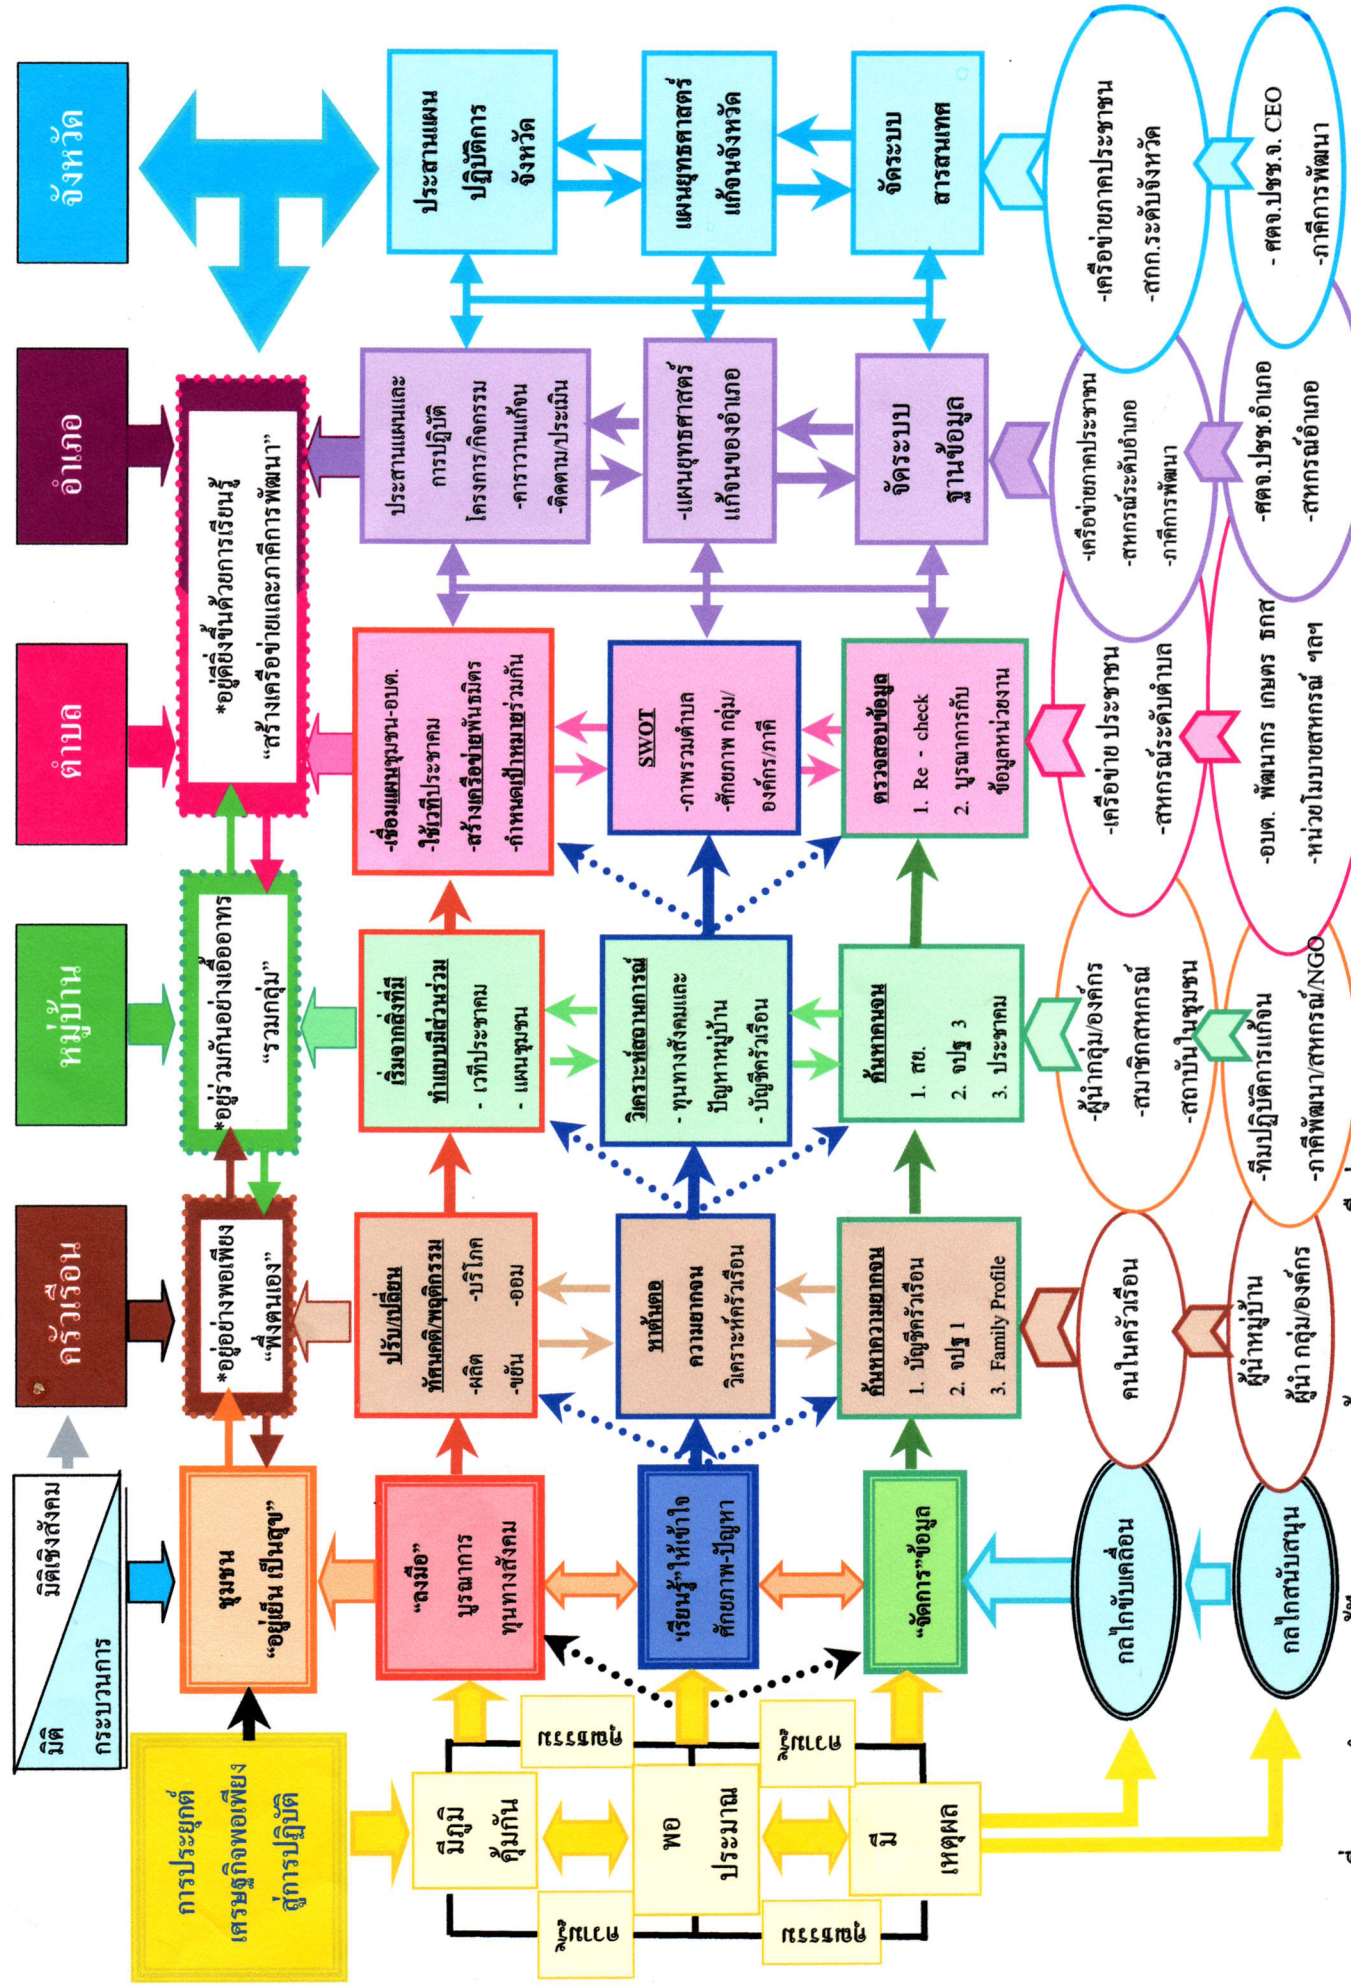 มิติเชิงสังคม
มิติ
กระบวนการ
ครัวเรือน
หมู่บ้าน
ตำบล
อำเภอ
จังหวัด
การประยุกต์
เศรษฐกิจพอเพียง
สู่การปฏิบัติ
ชุมชน
“อยู่เย็น เป็นสุข”
*อยู่อย่างพอเพียง
“พึ่งตนเอง”
*อยู่ร่วมกันอย่างเอื้ออาทร
“รวมกลุ่ม”
*อยู่ดียิ่งขึ้นด้วยการเรียนรู้
“สร้างเครือข่ายและภาคีการพัฒนา”
มีภูมิ
คุ้มกัน
ความรู้
คุณธรรม
“ลงมือ”
บูรณาการ
ทุนทางสังคม
ปรับ/เปลี่ยน
ทัศนคติ/พฤติกรรม
-ผลิต -บริโภค
-ขยัน -ออม
เริ่มจากสิ่งที่มี
ทำแบบมีส่วนร่วม
- เวทีประชาคม
- แผนชุมชน
-เชื่อมแผนชุมชน-อบต.
-ใช้เวทีประชาคม
-สร้างเครือข่ายพันธมิตร
-กำหนดเป้าหมายร่วมกัน
ประสานแผนและ
การปฏิบัติ
โครงการ/กิจกรรม
-คาราวานแก้จน
-ติดตาม/ประเมิน
ประสานแผน
ปฏิบัติการ
จังหวัด
พอ
ประมาณ
“เรียนรู้”ให้เข้าใจ
ศักยภาพ-ปัญหา
หาต้นตอ
ความยากจน
วิเคราะห์ครัวเรือน
วิเคราะห์สถานการณ์
- ทุนทางสังคมและ
ปัญหาหมู่บ้าน
- บัญชีครัวเรือน
SWOT
-ภาพรวมตำบล
-ศักยภาพ กลุ่ม/
องค์กร/ภาคี
-แผนยุทธศาสตร์
แก้จนของอำเภอ
แผนยุทธศาสตร์
แก้จนจังหวัด
คุณธรรม
ความรู้
มี
เหตุผล
“จัดการ”ข้อมูล
ค้นหาความยากจน
1. บัญชีครัวเรือน
2. จปฐ 1
3. Family Profile
ค้นหาคนจน
1. สย.
2. จปฐ 3
3. ประชาคม
ตรวจสอบข้อมูล
1. Re - check
2. บูรณาการกับ
ข้อมูลหน่วยงาน
จัดระบบ
ฐานข้อมูล
จัดระบบ
สารสนเทศ
กลไกขับเคลื่อน
คนในครัวเรือน
-ผู้นำกลุ่ม/องค์กร
-สมาชิกสหกรณ์
-สถาบันในชุมชน
-เครือข่าย ประชาชน
-สหกรณ์ระดับตำบล
-เครือข่ายภาคประชาชน
-สหกรณ์ระดับอำเภอ
-ภาคีการพัฒนา
-เครือข่ายภาคประชาชน
-สกก.ระดับจังหวัด
กลไกสนับสนุน
ผู้นำหมู่บ้าน
ผู้นำ กลุ่ม/องค์กร
-ทีมปฏิบัติการแก้จน
-ภาคีพัฒนา/สหกรณ์/NGO
-อบต. พัฒนากร เกษตร ธกส
-หน่วยโมบายสหกรณ์ ฯลฯ
-ศตจ.ปชช.อำเภอ
-สหกรณ์อำเภอ
- ศตจ.ปชช.จ. CEO
-ภาคีการพัฒนา